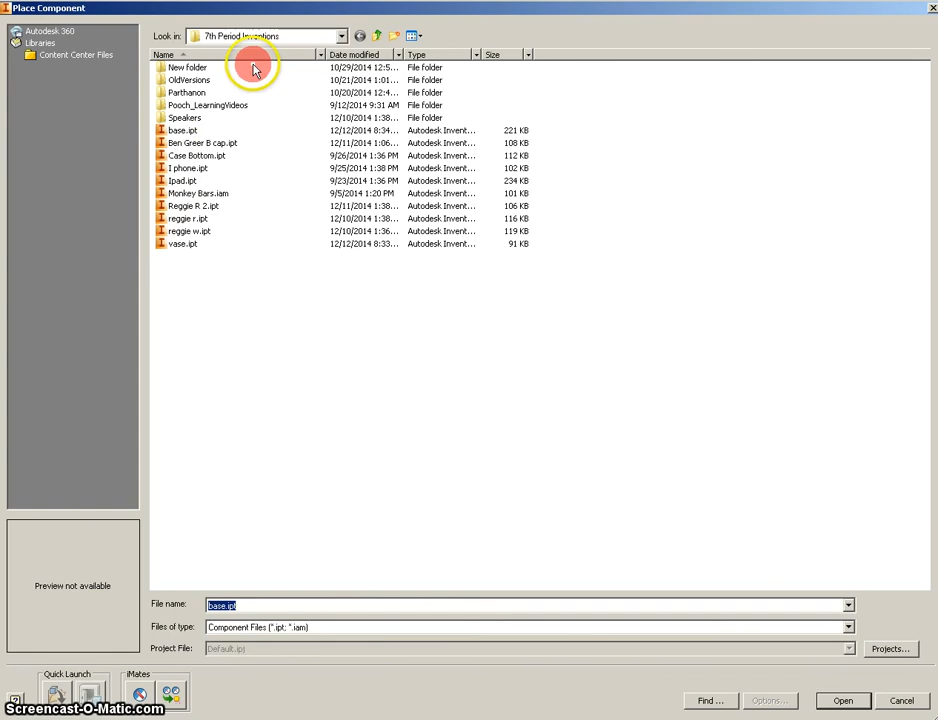 Place Component
Autodesk 360
Libraries
Content Center Files
Look in: 7th Period Inventions
Name Date modified Type Size
New folder 10/29/2014 12:5... File folder
OldVersions 10/21/2014 1:01... File folder
Parthanon 10/20/2014 12:4... File folder
Pooch_LearningVideos 9/12/2014 9:31 AM File folder
Speakers 12/10/2014 1:38... File folder
base.ipt 12/12/2014 8:34... Autodesk Invent... 221 KB
Ben Greer B cap.ipt 12/11/2014 1:06... Autodesk Invent... 108 KB
Case Bottom.ipt 9/26/2014 1:36 PM Autodesk Invent... 112 KB
I phone.ipt 9/25/2014 1:38 PM Autodesk Invent... 102 KB
Ipad.ipt 9/23/2014 1:36 PM Autodesk Invent... 234 KB
Monkey Bars.iam 9/5/2014 1:20 PM Autodesk Invent... 101 KB
Reggie R 2.ipt 12/11/2014 1:38... Autodesk Invent... 106 KB
reggie r.ipt 12/10/2014 1:38... Autodesk Invent... 116 KB
reggie w.ipt 12/10/2014 1:36... Autodesk Invent... 119 KB
vase.ipt 12/12/2014 8:33... Autodesk Invent... 91 KB
Preview not available
File name: base.ipt
Files of type: Component Files (*.ipt; *.iam)
Project File: Default.ipj Projects...
Quick Launch iMates
Find ... Options... Open Cancel
Screencast-O-Matic.com